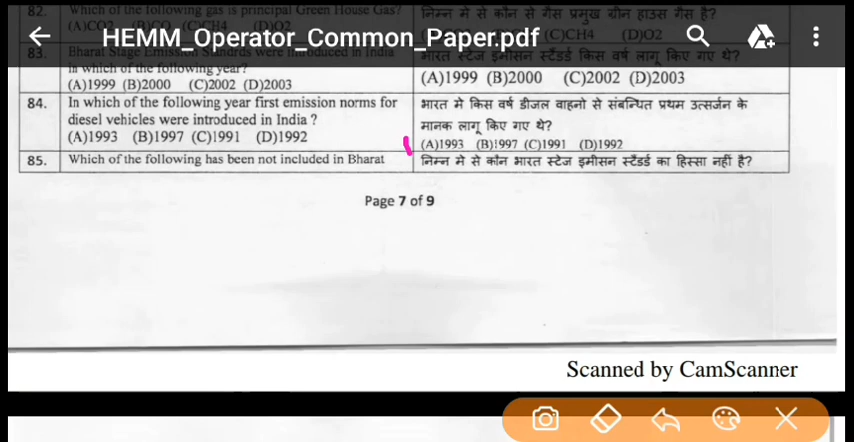 82. Which of the following gas is principal Green House Gas? निम्न मे से कौन से गैस प्रमुख ग्रीन हाउस गैस है?
(A)CO2 (B)CO (C)CH4 (D)O2 (C)CH4 (D)O2
HEMM_Operator_Common_Paper.pdf
83. Bharat Stage Emission in India भारत स्टेज इमीसन स्टैंडर्ड किस वर्ष लागू किए गए थे?
in which of the following year?
(A)1999 (B)2000 (C)2002 (D)2003 (A)1999 (B)2000 (C)2002 (D)2003
84. In which of the following year first emission norms for भारत मे किस वर्ष डीजल वाहनो से संबन्धित प्रथम उत्सर्जन के
diesel vehicles were introduced in India ? मानक लागू किए गए थे?
(A)1993 (B)1997 (C)1991 (D)1992 (A)1993 (B)1997 (C)1991 (D)1992
85. Which of the following has been not included in Bharat निम्न मे से कौन भारत स्टेज इमीसन स्टैंडर्ड का हिस्सा नहीं है?
Page 7 of 9
Scanned by CamScanner